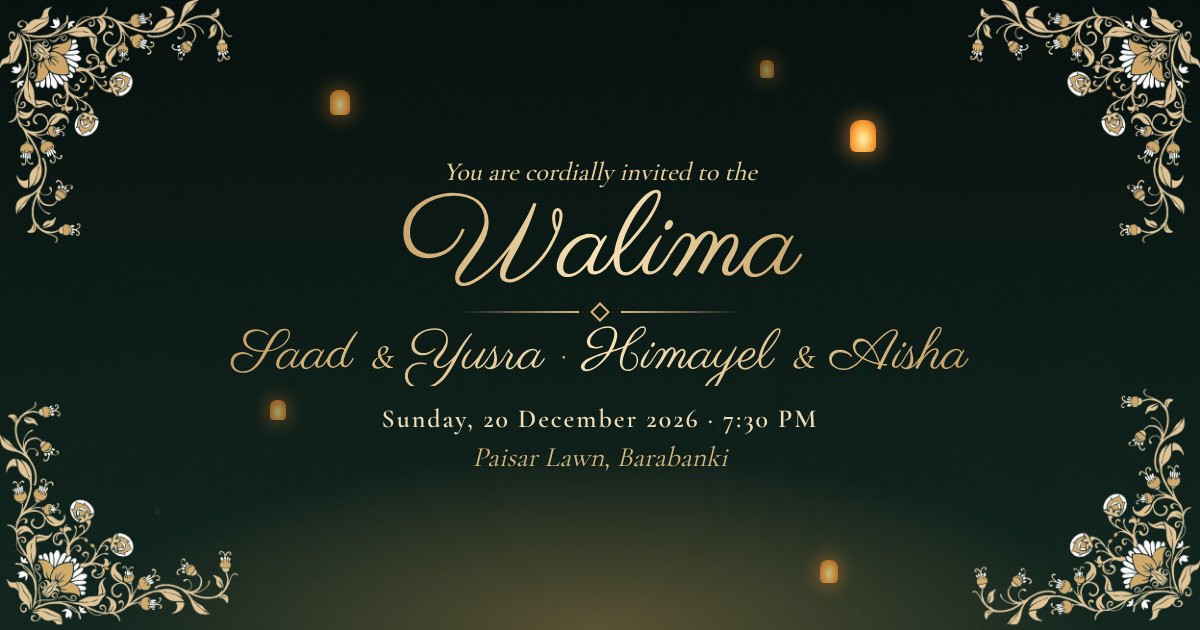 You are cordially invited to the
Walima
Saad & Yusra · Himayel & Aisha
Sunday, 20 December 2026 · 7:30 PM
Paisar Lawn, Barabanki